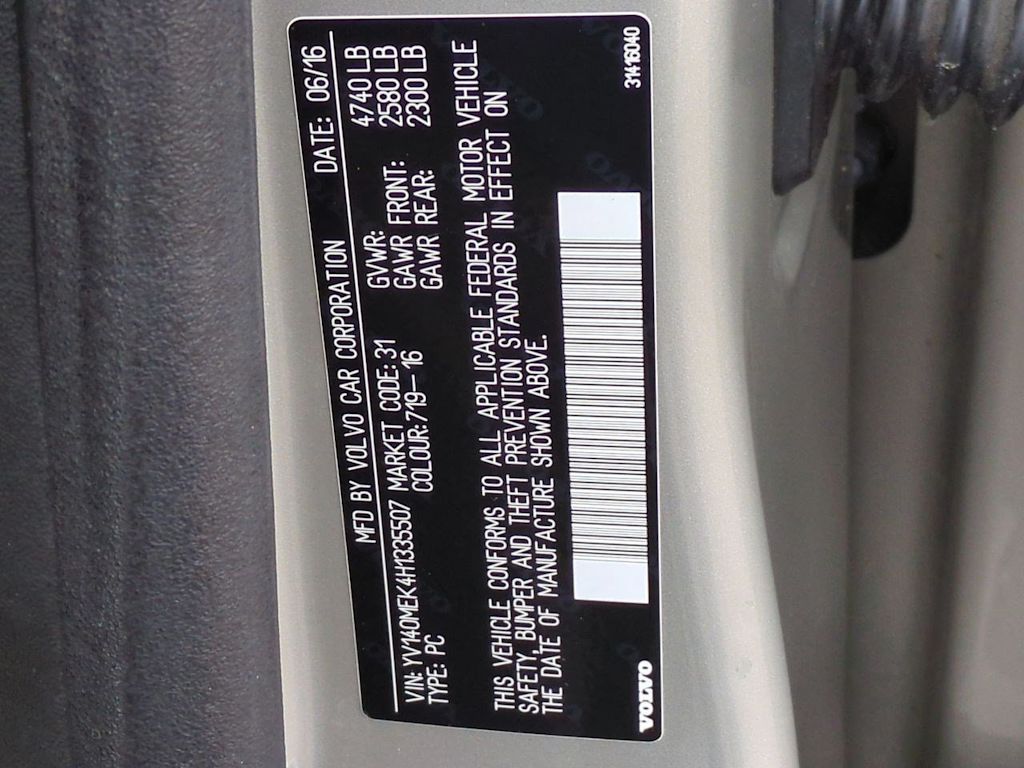 MFD BY VOLVO CAR CORPORATION DATE: 06/16
VIN: YV140MEK4H1335507 MARKET CODE: 31 GVWR: 4740 LB
TYPE: PC COLOUR: 719-16 GAWR FRONT: 2580 LB
GAWR REAR: 2300 LB
THIS VEHICLE CONFORMS TO ALL APPLICABLE FEDERAL MOTOR VEHICLE
SAFETY, BUMPER AND THEFT PREVENTION STANDARDS IN EFFECT ON
THE DATE OF MANUFACTURE SHOWN ABOVE.
VOLVO 31416040